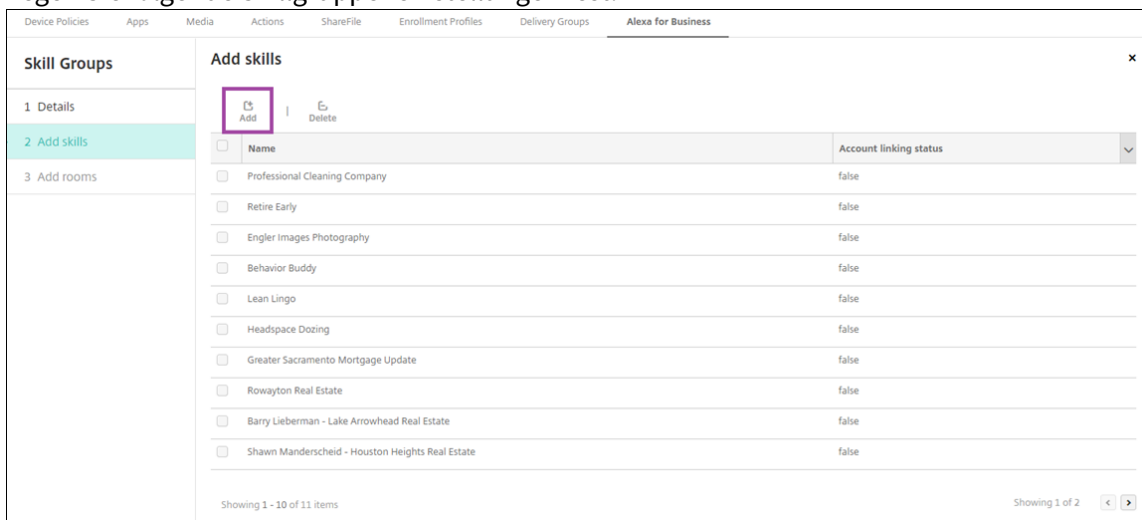 Device Policies Apps Media Actions ShareFile Enrollment Profiles Delivery Groups Alexa for Business
Skill Groups
1 Details
2 Add skills
3 Add rooms
Add skills
×
Add | Delete
Name Account linking status
Professional Cleaning Company false
Retire Early false
Engler Images Photography false
Behavior Buddy false
Lean Lingo false
Headspace Dozing false
Greater Sacramento Mortgage Update false
Rowayton Real Estate false
Barry Lieberman - Lake Arrowhead Real Estate false
Shawn Manderscheid - Houston Heights Real Estate false
Showing 1 - 10 of 11 items Showing 1 of 2 < >